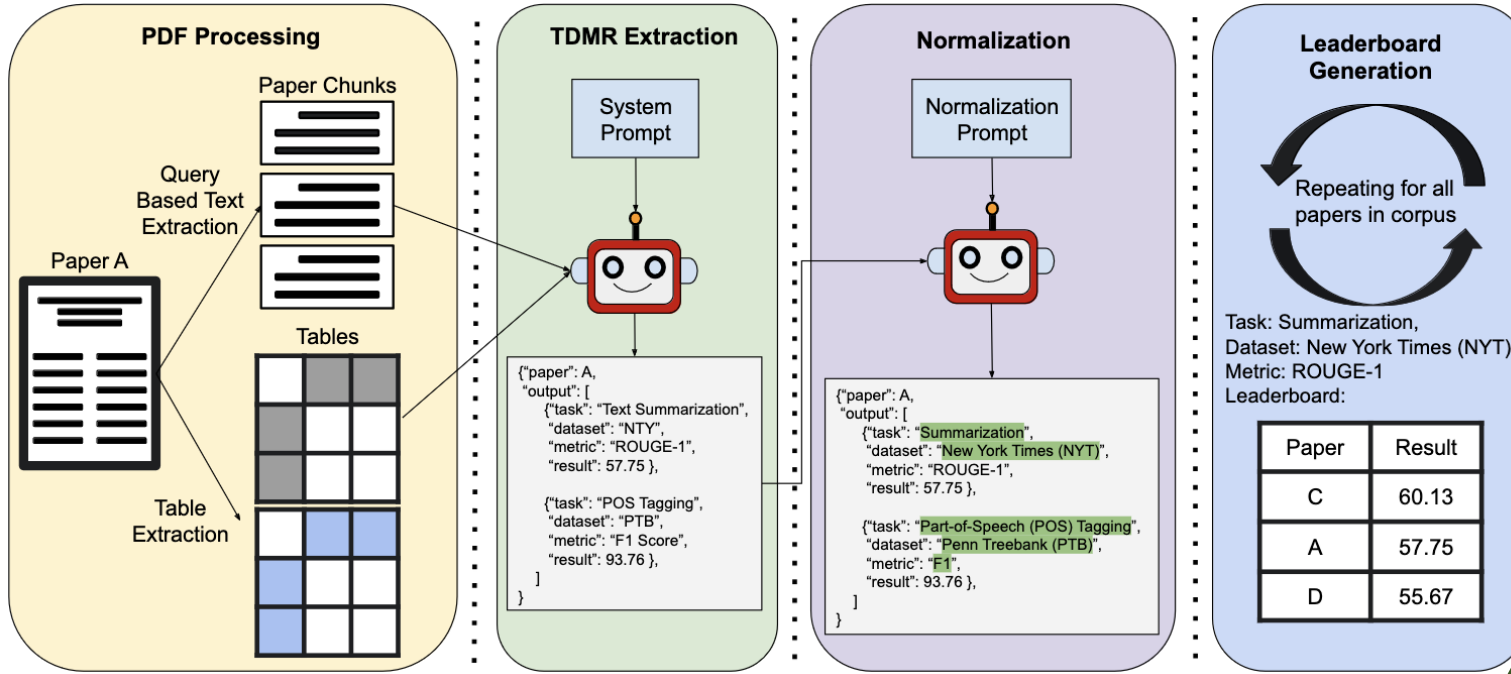 PDF Processing
Paper Chunks
Query
Based Text
Extraction
Paper A
Tables
Table
Extraction
TDMR Extraction
System
Prompt
{“paper”: A,
“output”: [
{“task”: “Text Summarization”,
“dataset”: “NTY”,
“metric”: “ROUGE-1”,
“result”: 57.75 },
{“task”: “POS Tagging”,
“dataset”: “PTB”,
“metric”: “F1 Score”,
“result”: 93.76 },
]
}
Normalization
Normalization
Prompt
{“paper”: A,
“output”: [
{“task”: “Summarization”,
“dataset”: “New York Times (NYT)”,
“metric”: “ROUGE-1”,
“result”: 57.75 },
{“task”: “Part-of-Speech (POS) Tagging”,
“dataset”: “Penn Treebank (PTB)”,
“metric”: “F1”,
“result”: 93.76 },
]
}
Leaderboard
Generation
Repeating for all
papers in corpus
Task: Summarization,
Dataset: New York Times (NYT)
Metric: ROUGE-1
Leaderboard:
Paper Result
C 60.13
A 57.75
D 55.67